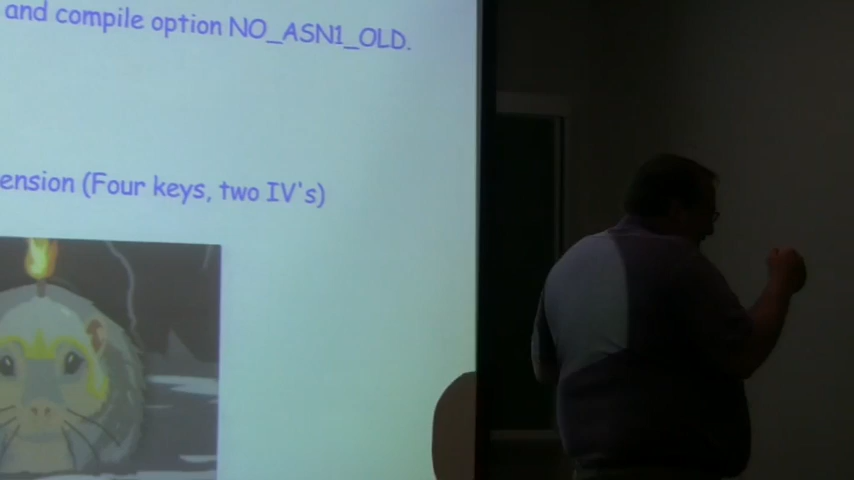 and compile option NO_ASN1_OLD.
ension (Four keys, two IV's)